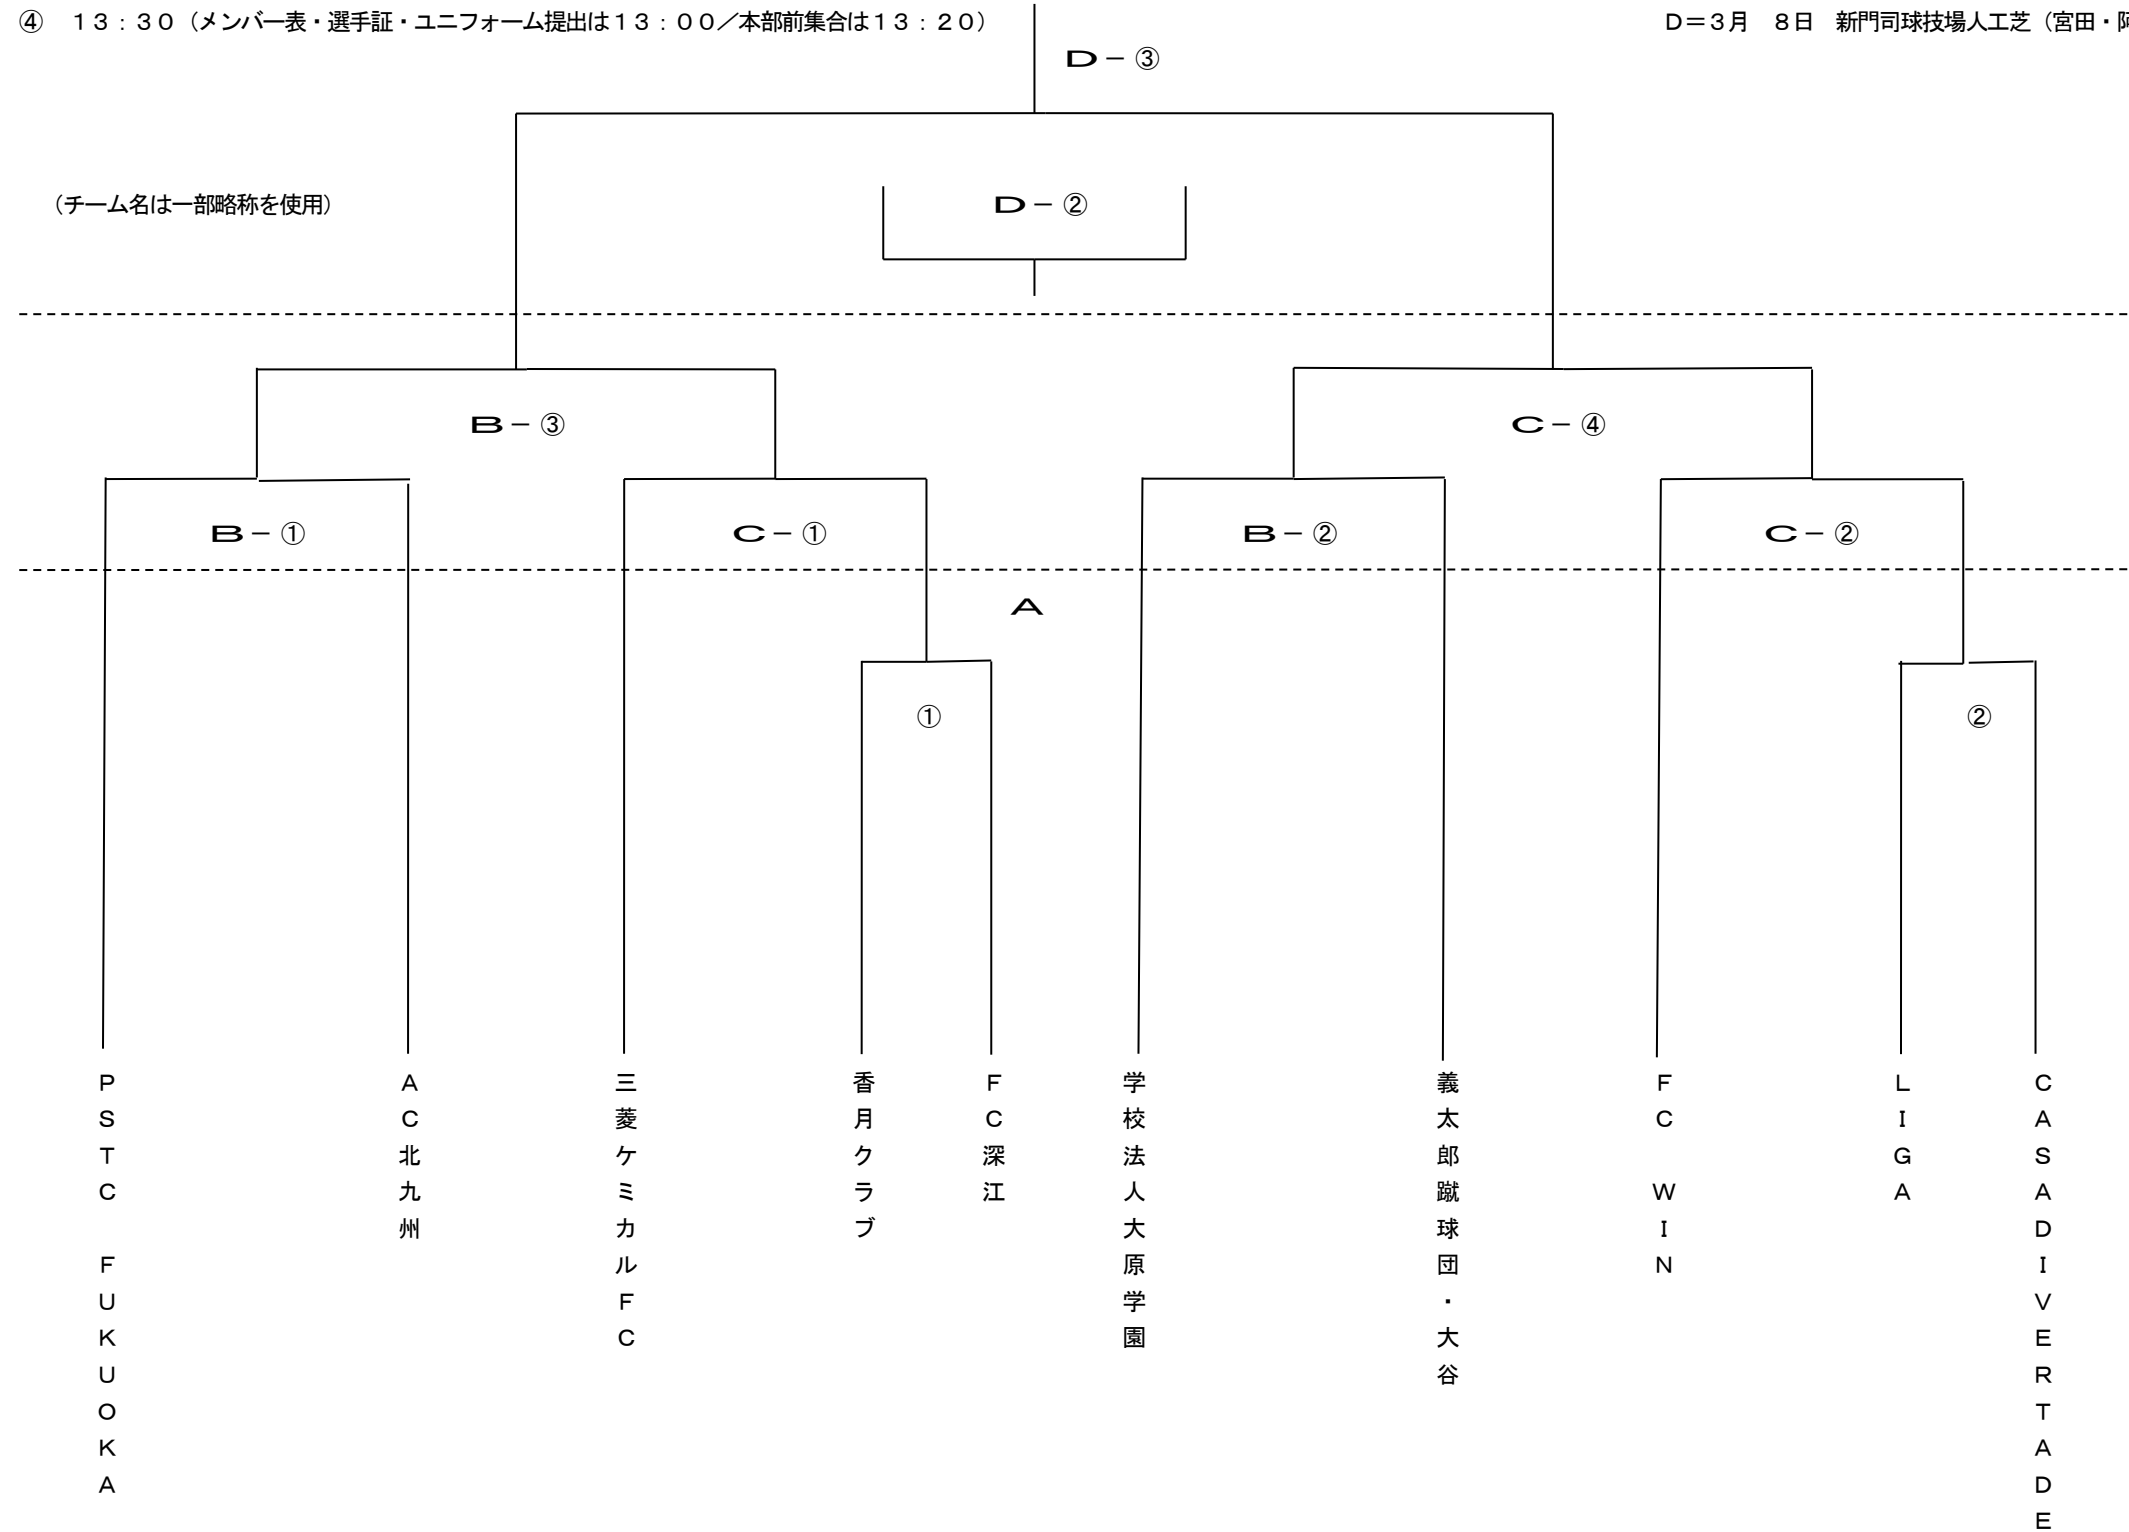 ④　１３：３０（メンバー表・選手証・ユニフォーム提出は１３：００／本部前集合は１３：２０）
Ｄ＝３月　８日　新門司球技場人工芝（宮田・
Ｄ－③
（チーム名は一部略称を使用）
Ｄ－②
Ｂ－③
Ｃ－④
Ｂ－①
Ｃ－①
Ｂ－②
Ｃ－②
Ａ
①
②
ＰＳＴＣ　ＦＵＫＵＯＫＡ
ＡＣ北九州
三菱ケミカルＦＣ
香月クラブ
ＦＣ深江
学校法人大原学園
義太郎蹴球団・大谷
ＦＣ　ＷＩＮ
ＬＩＧＡ
ＣＡＳＡＤＩＶＥＲＴＡＤＥ